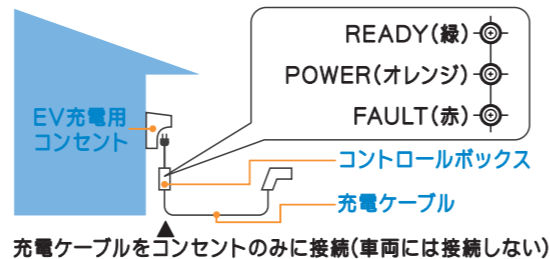 READY(緑)
POWER(オレンジ)
FAULT(赤)
EV充電用
コンセント
コントロールボックス
充電ケーブル
充電ケーブルをコンセントのみに接続(車両には接続しない)